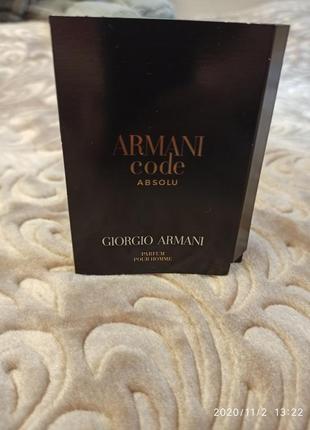 ARMANI
code
ABSOLU
GIORGIO ARMANI
PARFUM
POUR HOMME
2020/11/2 13:22